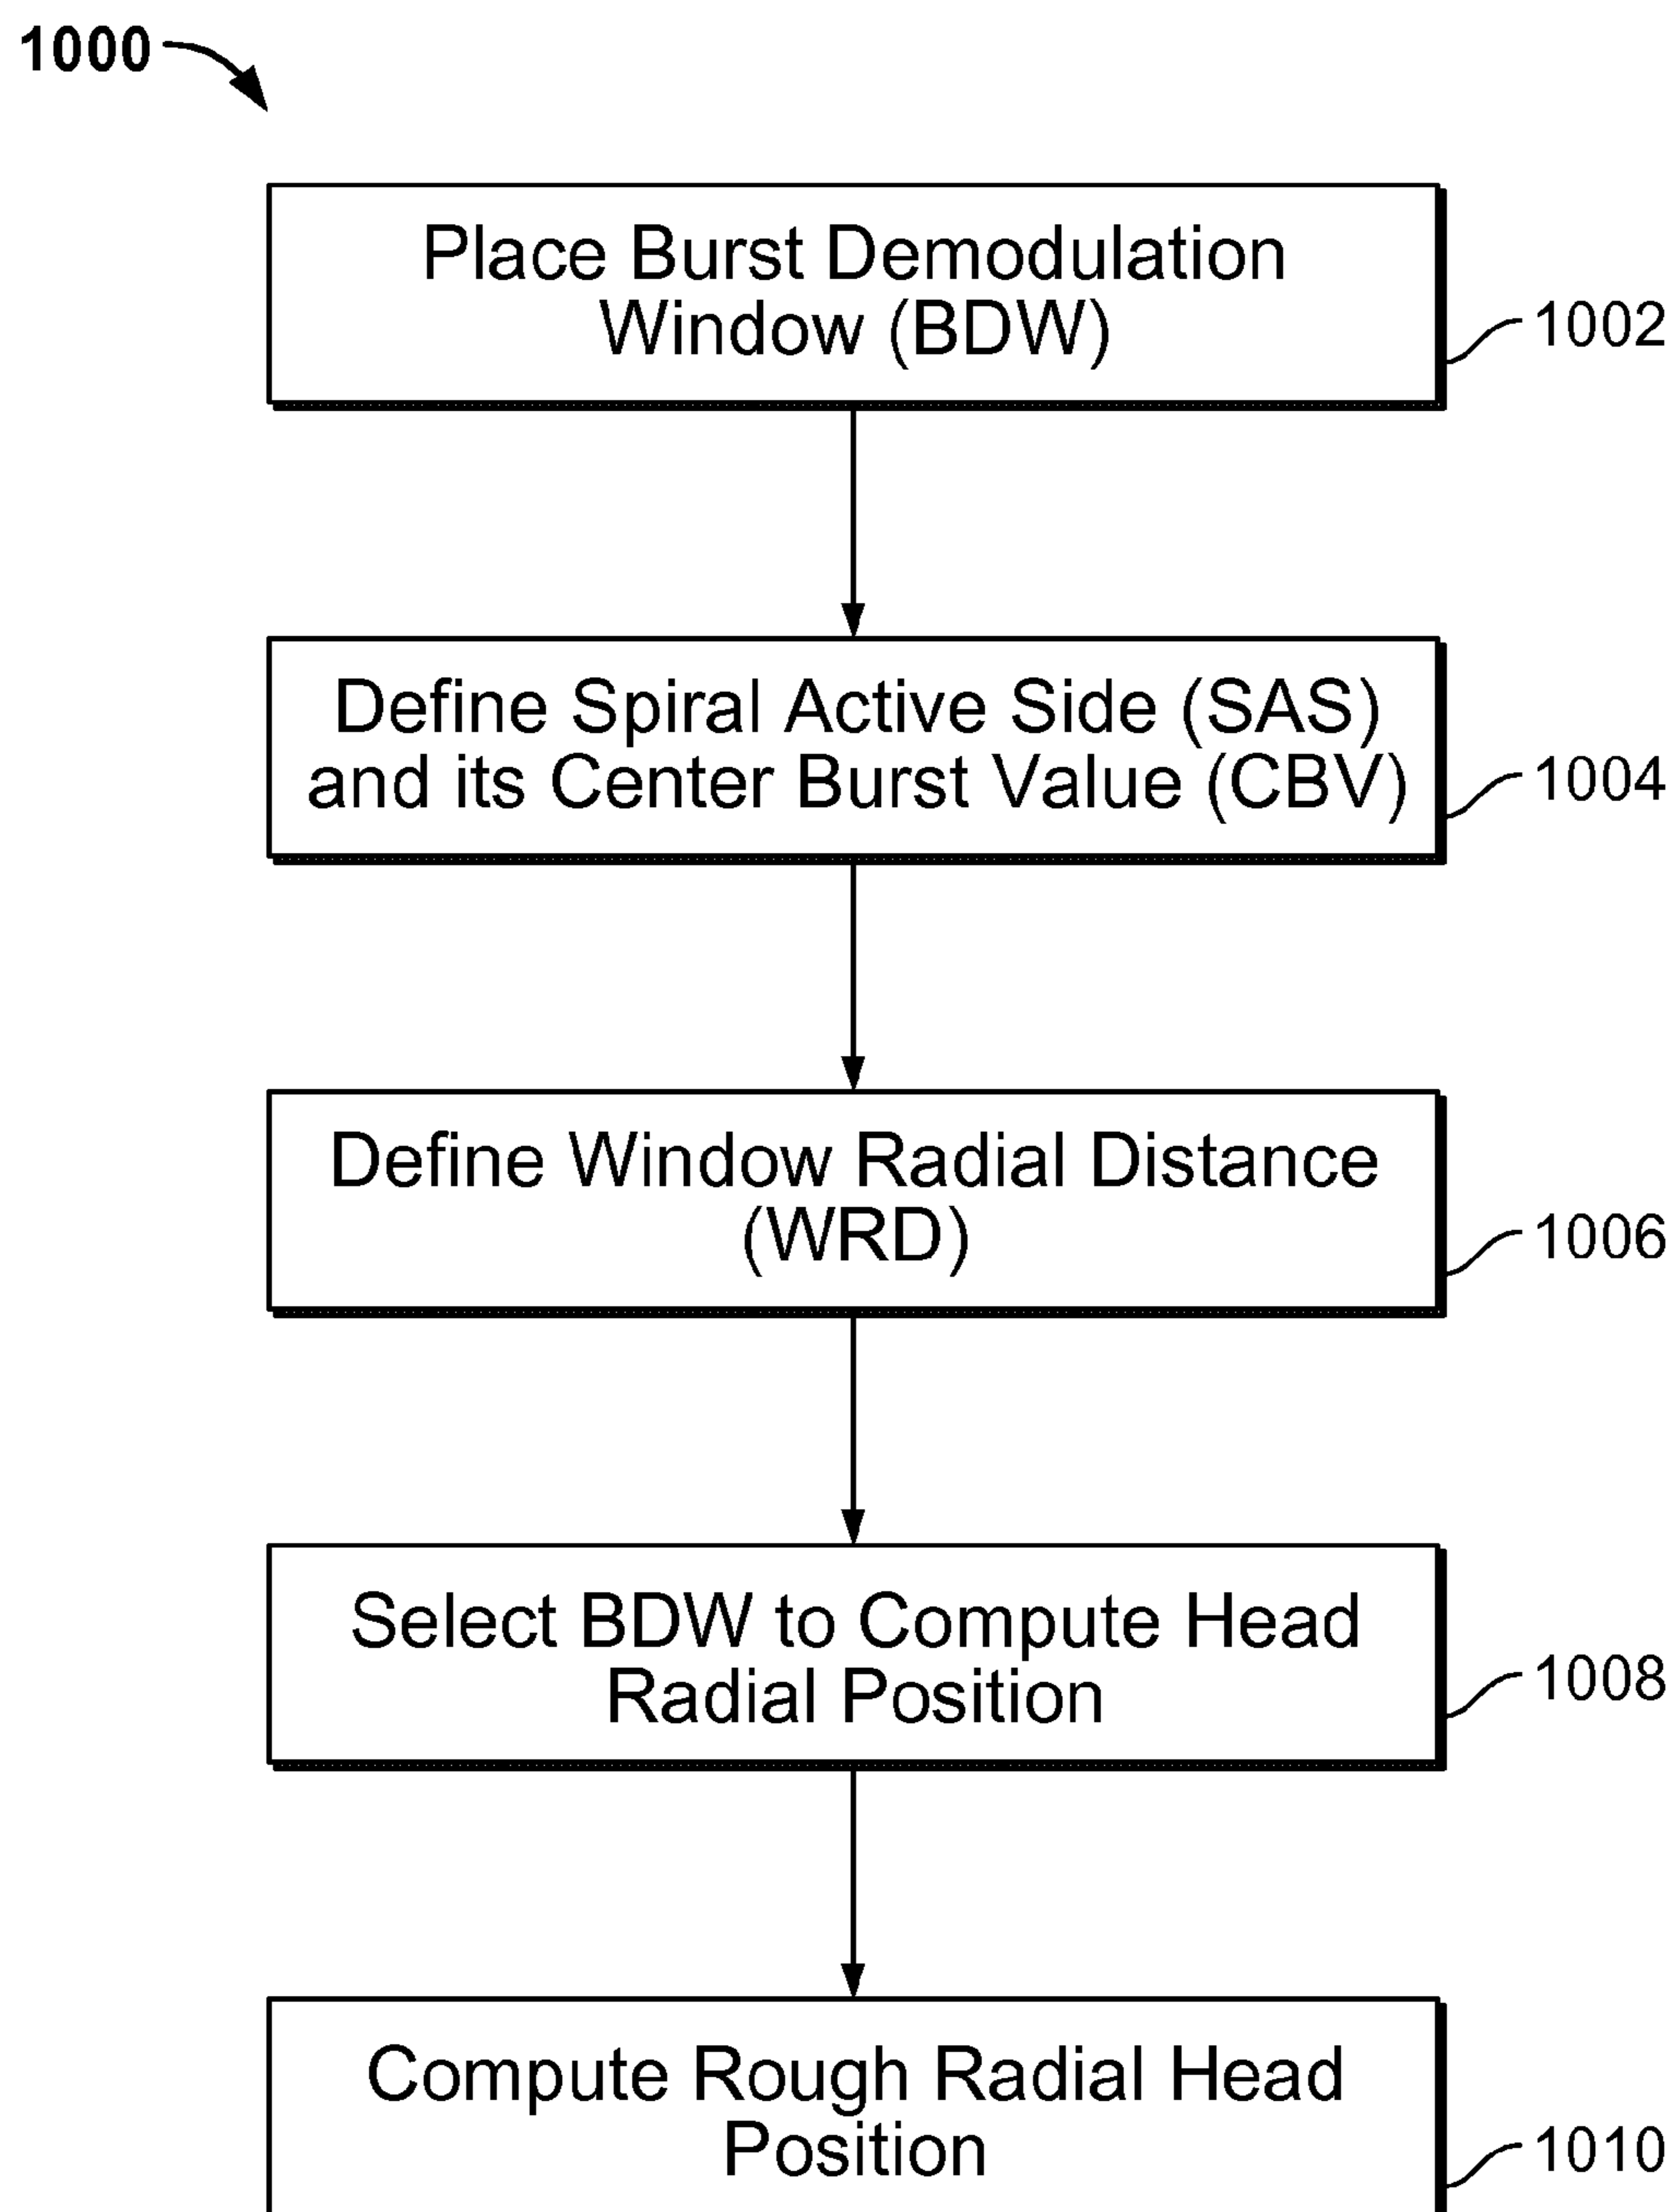 1000
Place Burst Demodulation
Window (BDW)
1002
Define Spiral Active Side (SAS)
and its Center Burst Value (CBV)
1004
Define Window Radial Distance
(WRD)
1006
Select BDW to Compute Head
Radial Position
1008
Compute Rough Radial Head
Position
1010